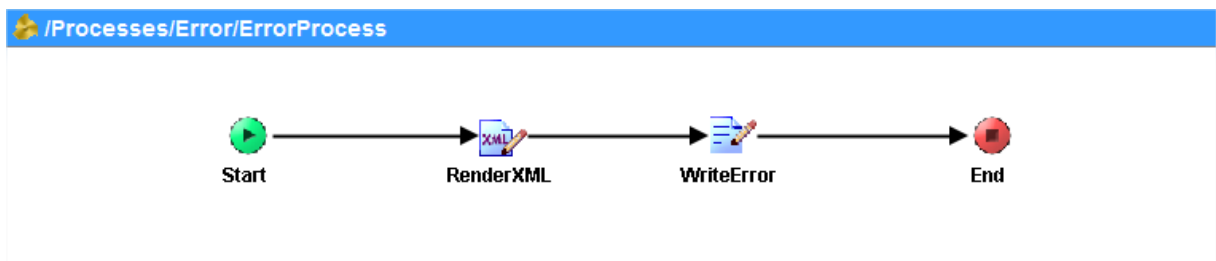 /Processes/Error/ErrorProcess
XML
Start
RenderXML
WriteError
End